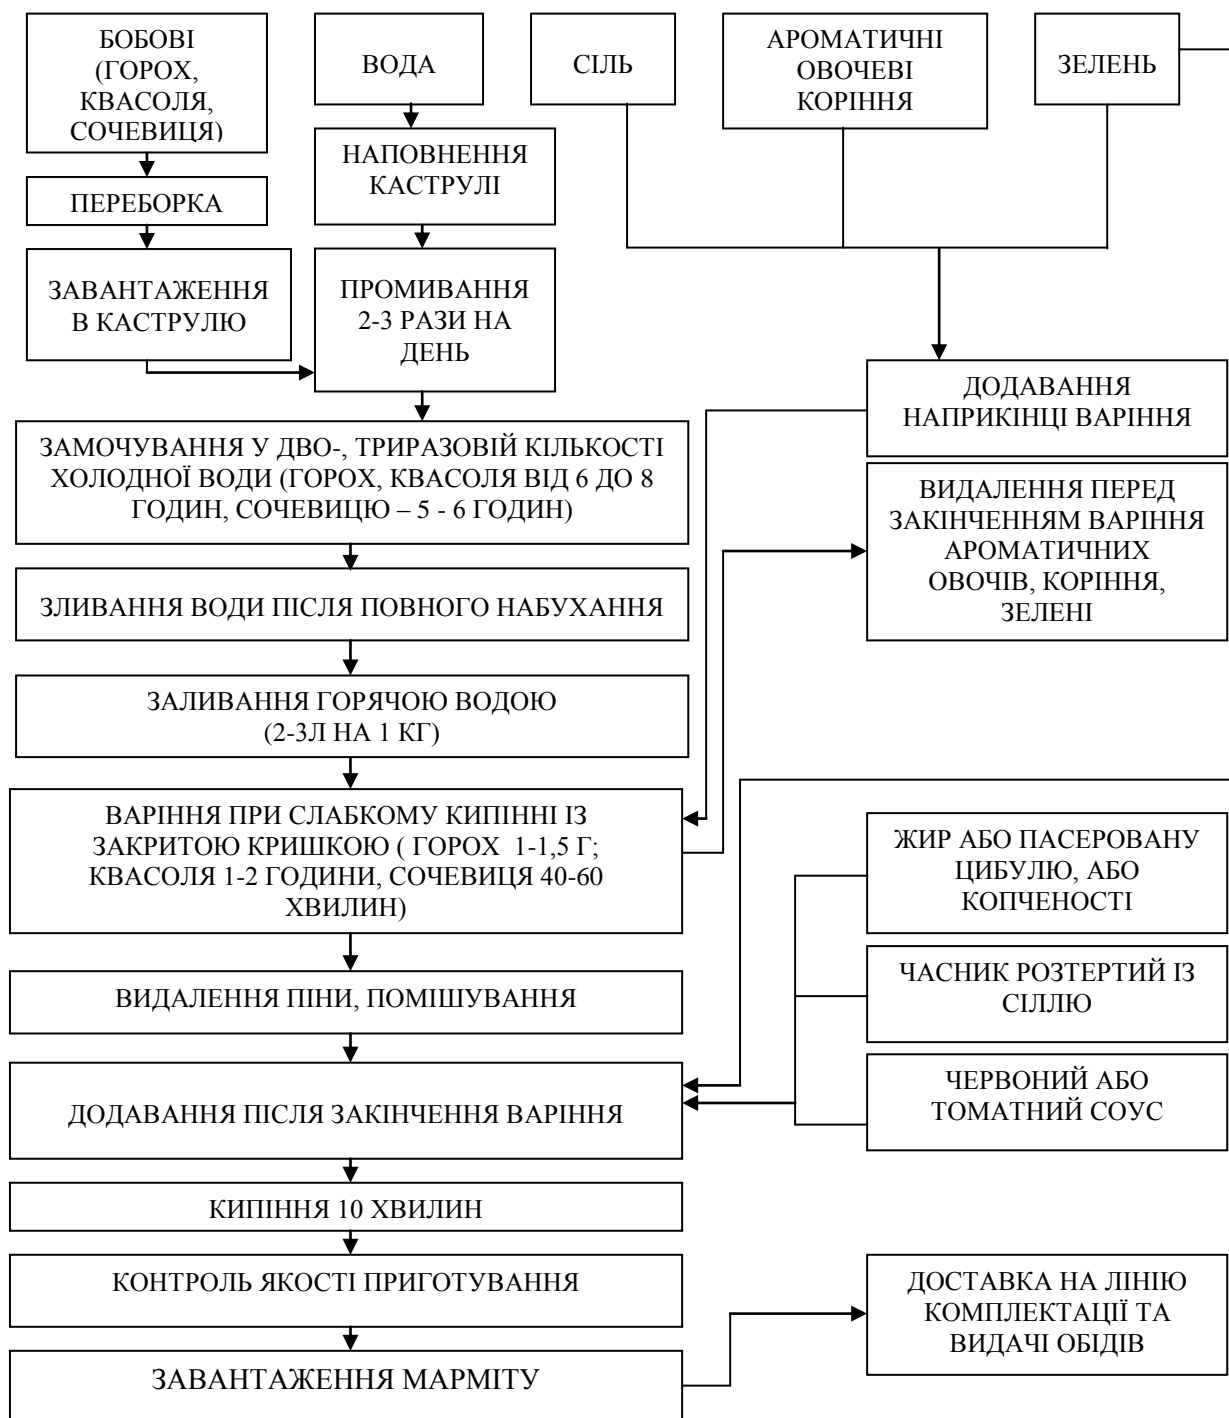 БОБОВІ
(ГОРОХ,
КВАСОЛЯ,
СОЧЕВИЦЯ)
ВОДА
СІЛЬ
АРОМАТИЧНІ
ОВОЧЕВІ
КОРІННЯ
ЗЕЛЕНЬ
ПЕРЕБОРКА
НАПОВНЕННЯ
КАСТРУЛІ
ЗАВАНТАЖЕННЯ
В КАСТРУЛЮ
ПРОМИВАННЯ
2-3 РАЗИ НА
ДЕНЬ
ДОДАВАННЯ
НАПРИКІНЦІ ВАРІННЯ
ЗАМОЧУВАННЯ У ДВО-, ТРИРАЗОВІЙ КІЛЬКОСТІ
ХОЛОДНОЇ ВОДИ (ГОРОХ, КВАСОЛЯ ВІД 6 ДО 8
ГОДИН, СОЧЕВИЦЮ – 5 - 6 ГОДИН)
ВИДАЛЕННЯ ПЕРЕД
ЗАКІНЧЕННЯМ ВАРІННЯ
АРОМАТИЧНИХ
ОВОЧІВ, КОРІННЯ,
ЗЕЛЕНІ
ЗЛИВАННЯ ВОДИ ПІСЛЯ ПОВНОГО НАБУХАННЯ
ЗАЛИВАННЯ ГОРЯЧОЮ ВОДОЮ
(2-3Л НА 1 КГ)
ВАРІННЯ ПРИ СЛАБКОМУ КИПІННІ ІЗ
ЗАКРИТОЮ КРИШКОЮ ( ГОРОХ 1-1,5 Г;
КВАСОЛЯ 1-2 ГОДИНИ, СОЧЕВИЦЯ 40-60
ХВИЛИН)
ЖИР АБО ПАСЕРОВАНУ
ЦИБУЛЮ, АБО
КОПЧЕНОСТІ
ВИДАЛЕННЯ ПІНИ, ПОМІШУВАННЯ
ЧАСНИК РОЗТЕРТИЙ ІЗ
СІЛЛЮ
ДОДАВАННЯ ПІСЛЯ ЗАКІНЧЕННЯ ВАРІННЯ
ЧЕРВОНИЙ АБО
ТОМАТНИЙ СОУС
КИПІННЯ 10 ХВИЛИН
КОНТРОЛЬ ЯКОСТІ ПРИГОТУВАННЯ
ДОСТАВКА НА ЛІНІЮ
КОМПЛЕКТАЦІЇ ТА
ВИДАЧІ ОБІДІВ
ЗАВАНТАЖЕННЯ МАРМІТУ